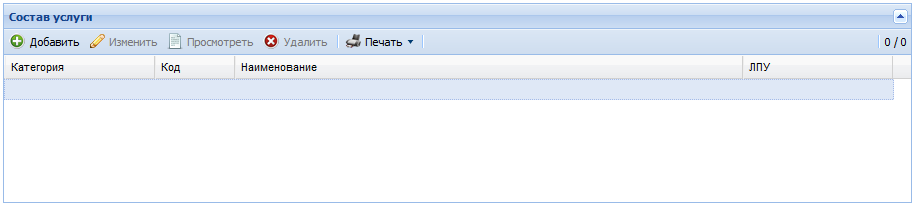 Состав услуги
Добавить Изменить Просмотреть Удалить Печать 0 / 0
Категория Код Наименование ЛПУ